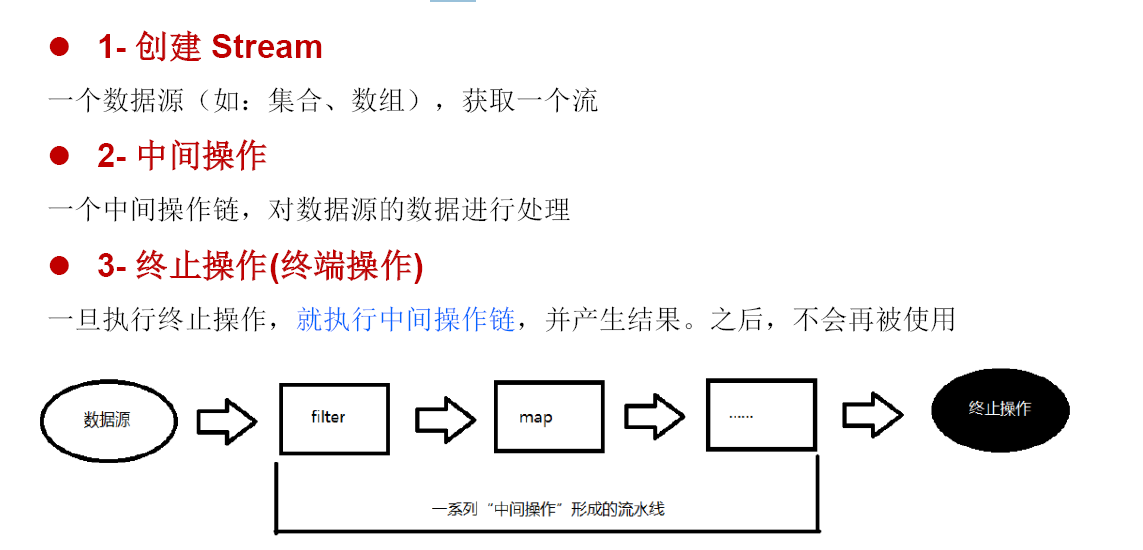 1- 创建 Stream
一个数据源（如：集合、数组），获取一个流
2- 中间操作
一个中间操作链，对数据源的数据进行处理
3- 终止操作(终端操作)
一旦执行终止操作，就执行中间操作链，并产生结果。之后，不会再被使用
数据源
filter
map
......
终止操作
一系列“中间操作”形成的流水线